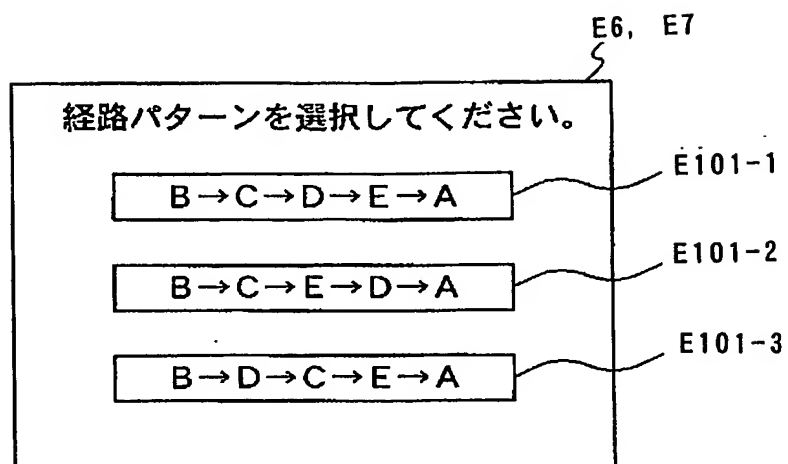 E6, E7
経路パターンを選択してください。
B→C→D→E→A
E101-1
B→C→E→D→A
E101-2
B→D→C→E→A
E101-3